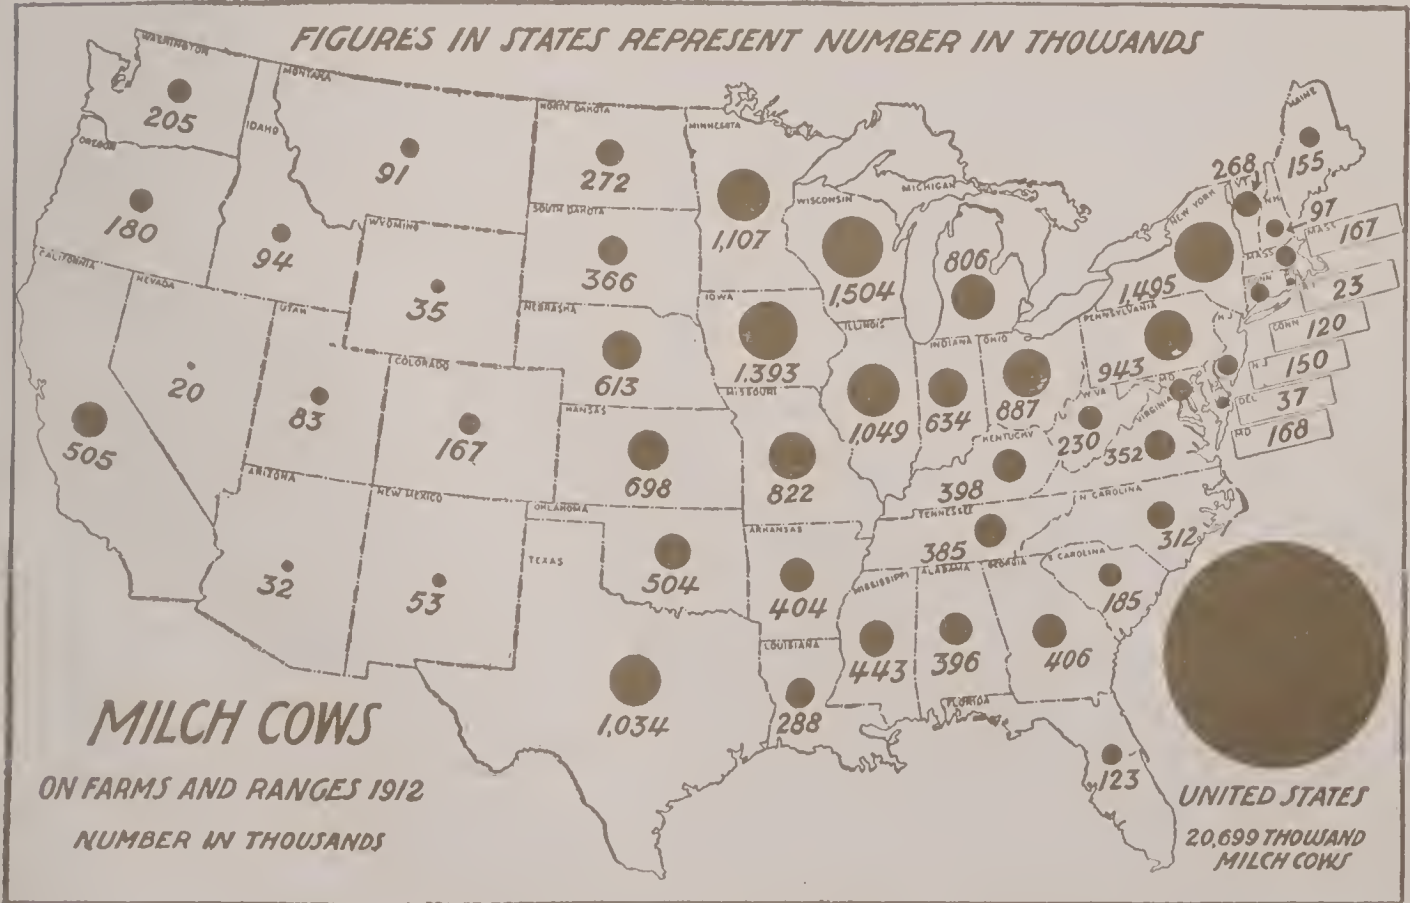 FIGURES IN STATES REPRESENT NUMBER IN THOUSANDS
WASHINGTON
205
OREGON
180
CALIFORNIA
505
IDAHO
94
NEVADA
20
MONTANA
91
WYOMING
35
UTAH
83
COLORADO
167
ARIZONA
32
NEW MEXICO
53
NORTH DAKOTA
272
SOUTH DAKOTA
366
NEBRASKA
613
KANSAS
698
OKLAHOMA
504
TEXAS
1,034
MINNESOTA
1,107
IOWA
1,393
MISSOURI
822
ARKANSAS
404
LOUISIANA
288
WISCONSIN
1,504
ILLINOIS
1,049
MICHIGAN
806
INDIANA
634
OHIO
887
KENTUCKY
398
TENNESSEE
385
MISSISSIPPI
443
ALABAMA
396
GEORGIA
406
FLORIDA
123
S CAROLINA
185
N CAROLINA
312
VIRGINIA
352
W VA
230
MD
PENNSYLVANIA
943
NEW YORK
1,495
N J
VT
268
N H
97
MAINE
155
MASS
CONN
R I
MASS 167
23
CONN 120
N J 150
DEL 37
MD 168
MILCH COWS
ON FARMS AND RANGES 1912
NUMBER IN THOUSANDS
UNITED STATES
20,699 THOUSAND
MILCH COWS